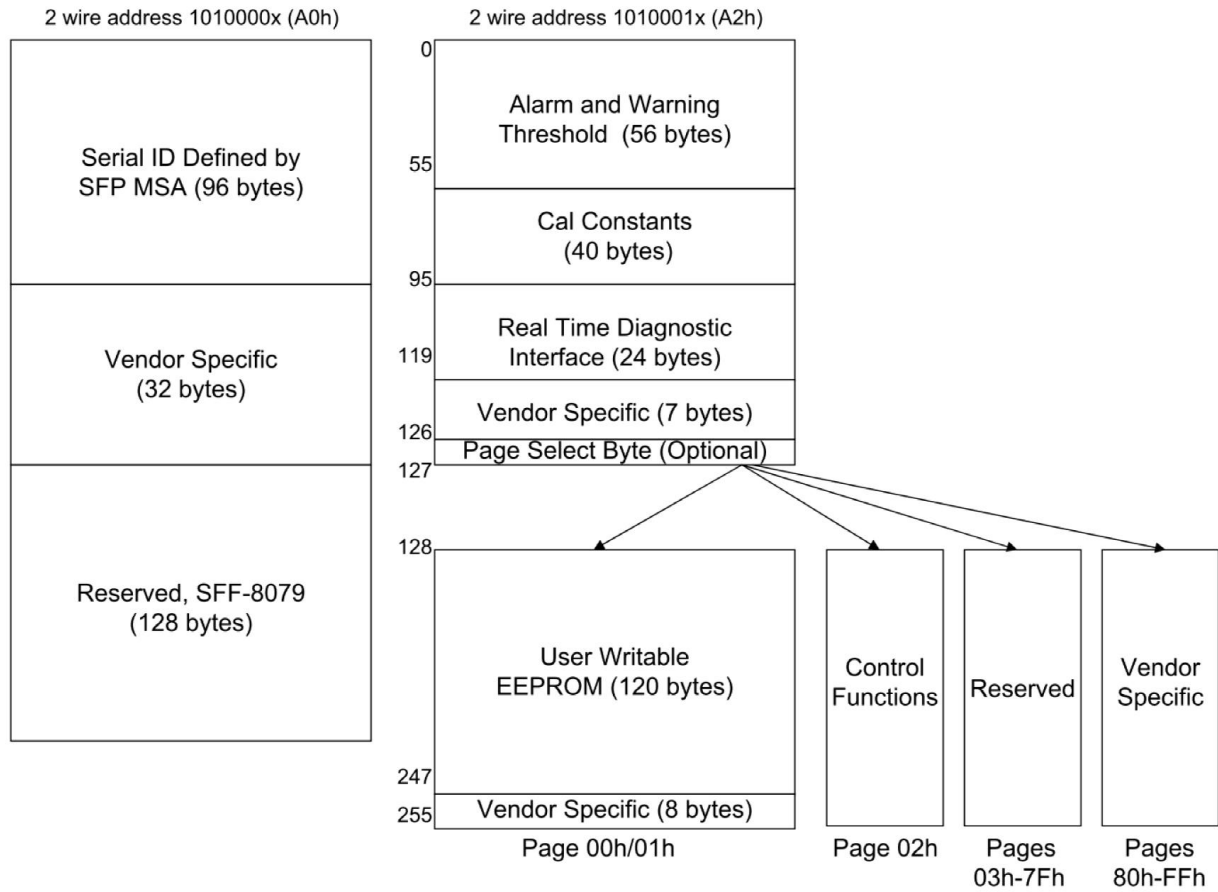 2 wire address 1010000x (A0h)
Serial ID Defined by
SFP MSA (96 bytes)
Vendor Specific
(32 bytes)
Reserved, SFF-8079
(128 bytes)
2 wire address 1010001x (A2h)
0
Alarm and Warning
Threshold (56 bytes)
55
Cal Constants
(40 bytes)
95
Real Time Diagnostic
Interface (24 bytes)
119
Vendor Specific (7 bytes)
126
Page Select Byte (Optional)
127
128
User Writable
EEPROM (120 bytes)
247
Vendor Specific (8 bytes)
255
Page 00h/01h
Control
Functions
Page 02h
Reserved
Pages
03h-7Fh
Vendor
Specific
Pages
80h-FFh